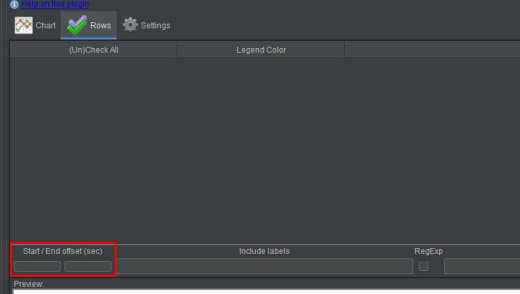 Help on this plugin
Chart Rows Settings
(Un)Check All Legend Color
Start / End offset (sec) Include labels RegExp
Preview: